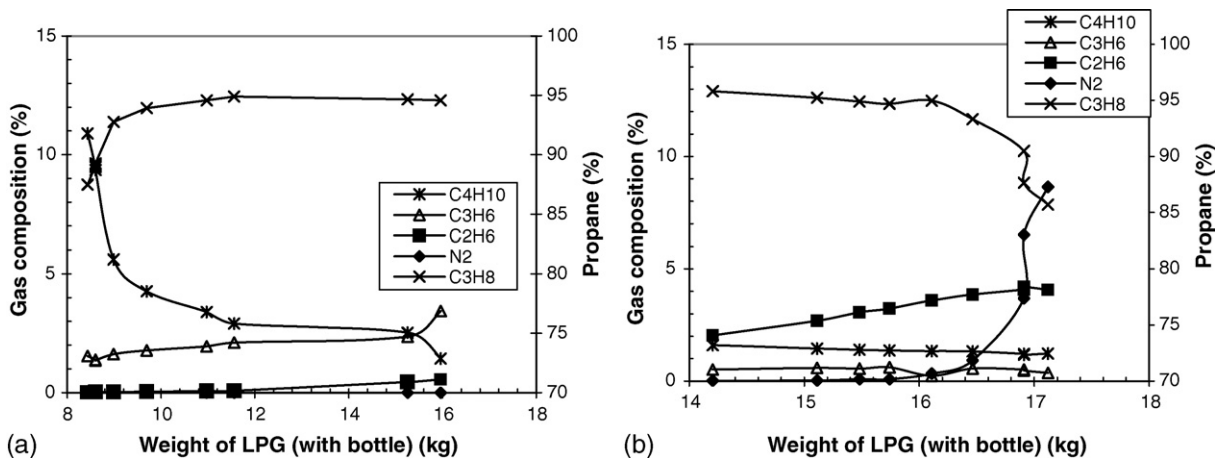 15
10
5
0
Gas composition (%)
100
95
90
85
80
75
70
Propane (%)
C4H10
C3H6
C2H6
N2
C3H8
8 10 12 14 16 18
(a) Weight of LPG (with bottle) (kg)
15
10
5
0
Gas composition (%)
100
95
90
85
80
75
70
Propane (%)
C4H10
C3H6
C2H6
N2
C3H8
14 15 16 17 18
(b) Weight of LPG (with bottle) (kg)